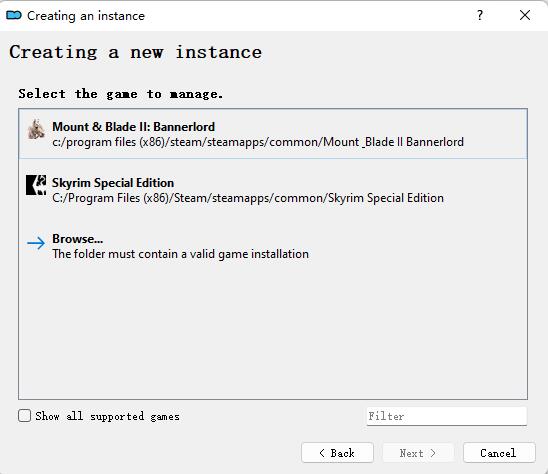 Creating an instance
?
Creating a new instance
Select the game to manage.
Mount & Blade II: Bannerlord
c:/program files (x86)/steam/steamapps/common/Mount _Blade II Bannerlord
Skyrim Special Edition
C:/Program Files (x86)/Steam/steamapps/common/Skyrim Special Edition
Browse...
The folder must contain a valid game installation
Show all supported games
Filter
< Back
Next >
Cancel